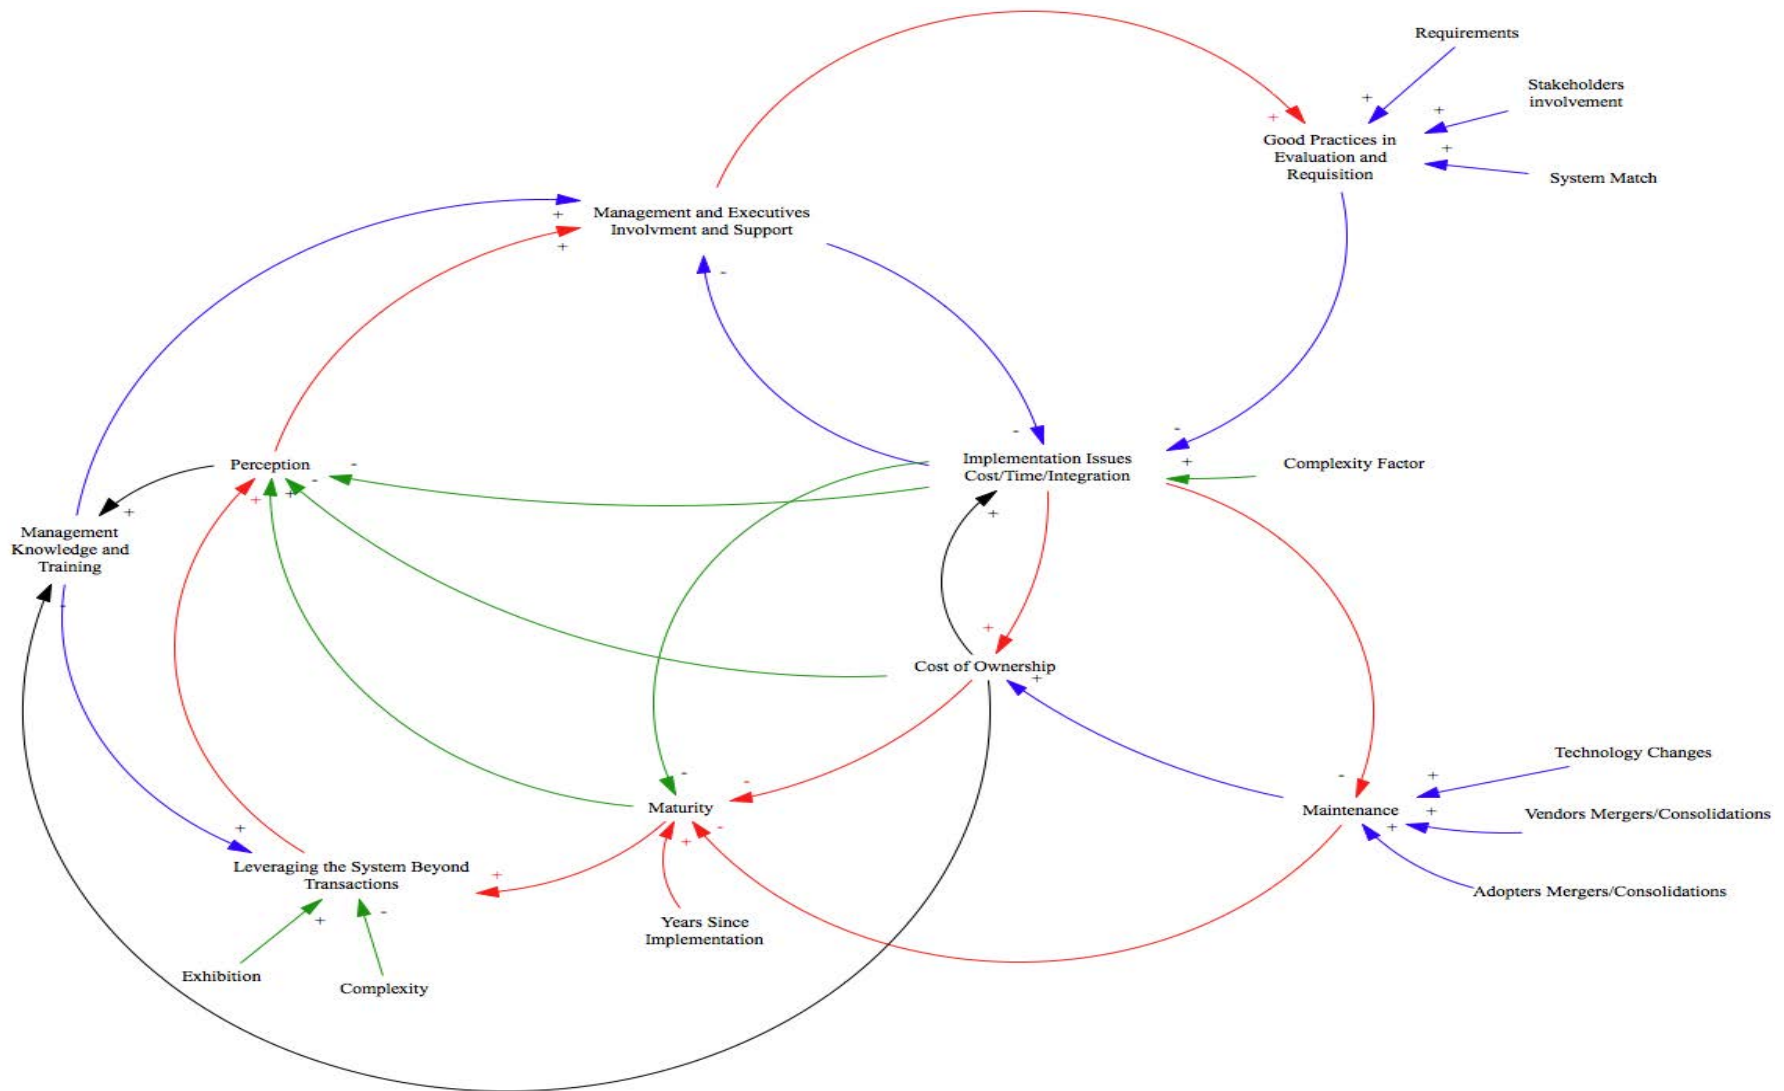 Requirements
Stakeholders
involvement
+
+
+
Good Practices in
Evaluation and
Requisition
+
System Match
Management and Executives
Involvment and Support
+
+
-
-
-
Implementation Issues
Cost/Time/Integration
+
Complexity Factor
Perception
-
-
+
+
+
Management
Knowledge and
Training
-
+
+
Cost of Ownership
+
Technology Changes
-
+
Maintenance
+
+
Vendors Mergers/Consolidations
Adopters Mergers/Consolidations
-
-
Maturity
-
+
+
Leveraging the System Beyond
Transactions
+
+
-
Years Since
Implementation
Exhibition
Complexity